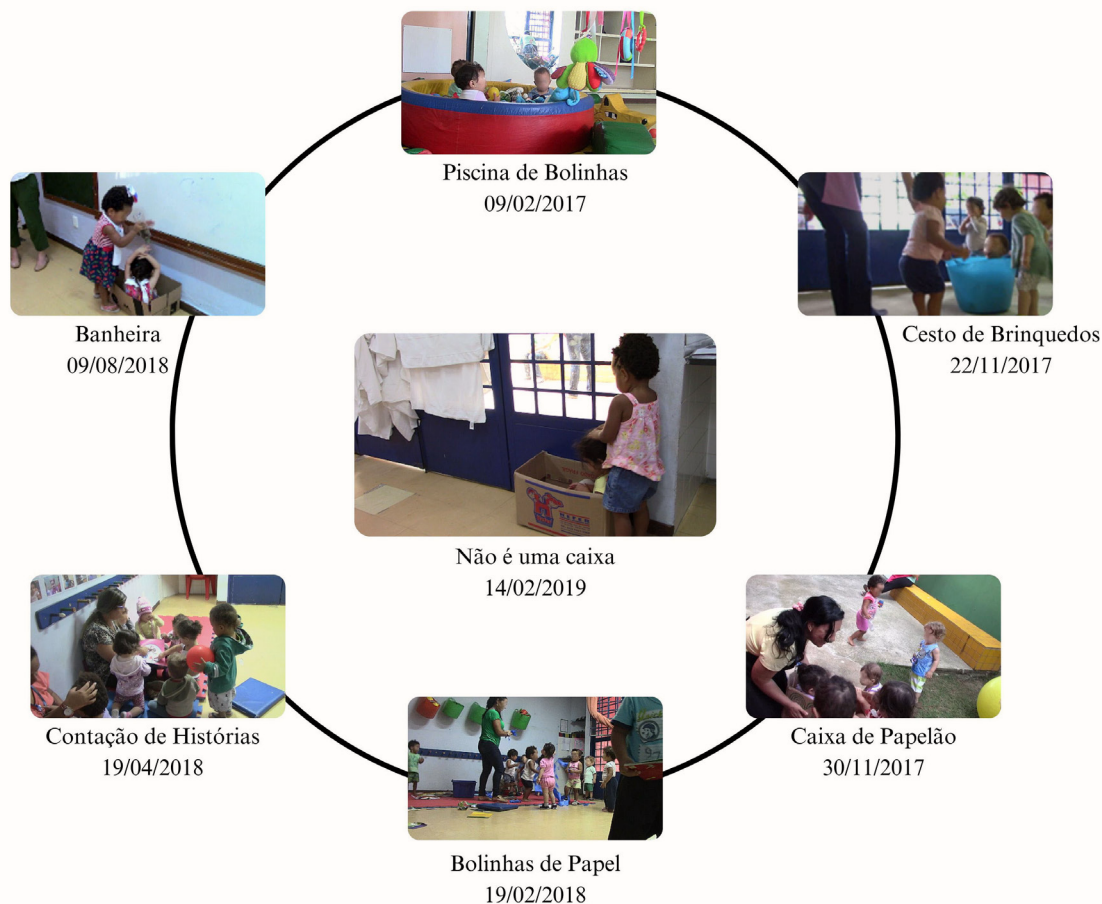 Piscina de Bolinhas
09/02/2017
Banheira
09/08/2018
Cesto de Brinquedos
22/11/2017
Não é uma caixa
14/02/2019
Contação de Histórias
19/04/2018
Caixa de Papelão
30/11/2017
Bolinhas de Papel
19/02/2018